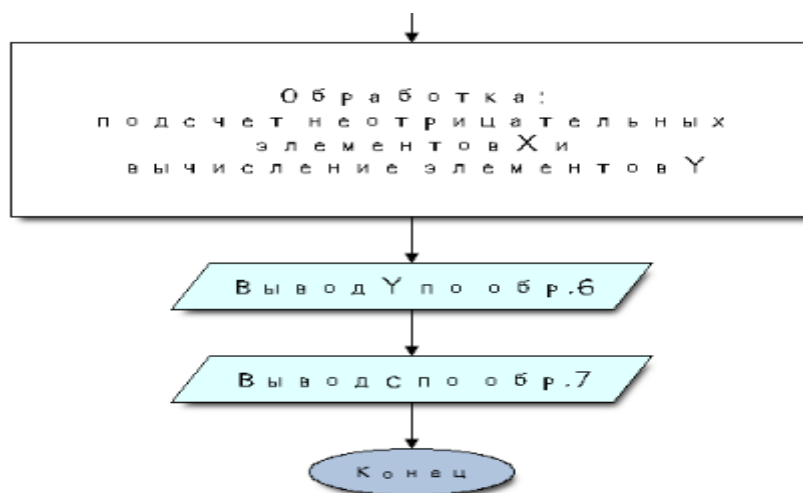 Обработка:
подсчет неотрицательных
элементов X и
вычисление элементов Y
Вывод Y по обр.6
Вывод с по обр.7
Конец